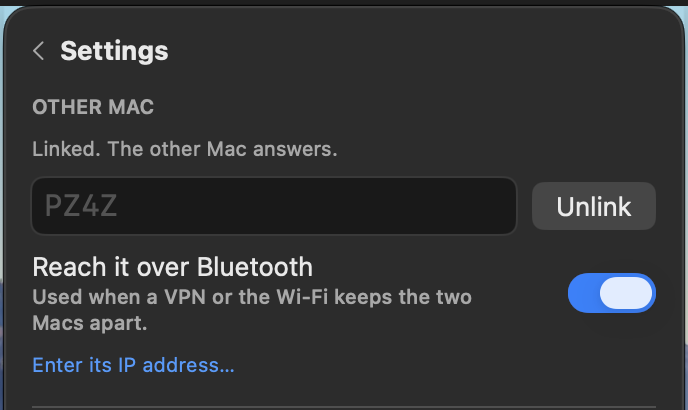 Settings
OTHER MAC
Linked. The other Mac answers.
PZ4Z
Unlink
Reach it over Bluetooth
Used when a VPN or the Wi-Fi keeps the two
Macs apart.
Enter its IP address...